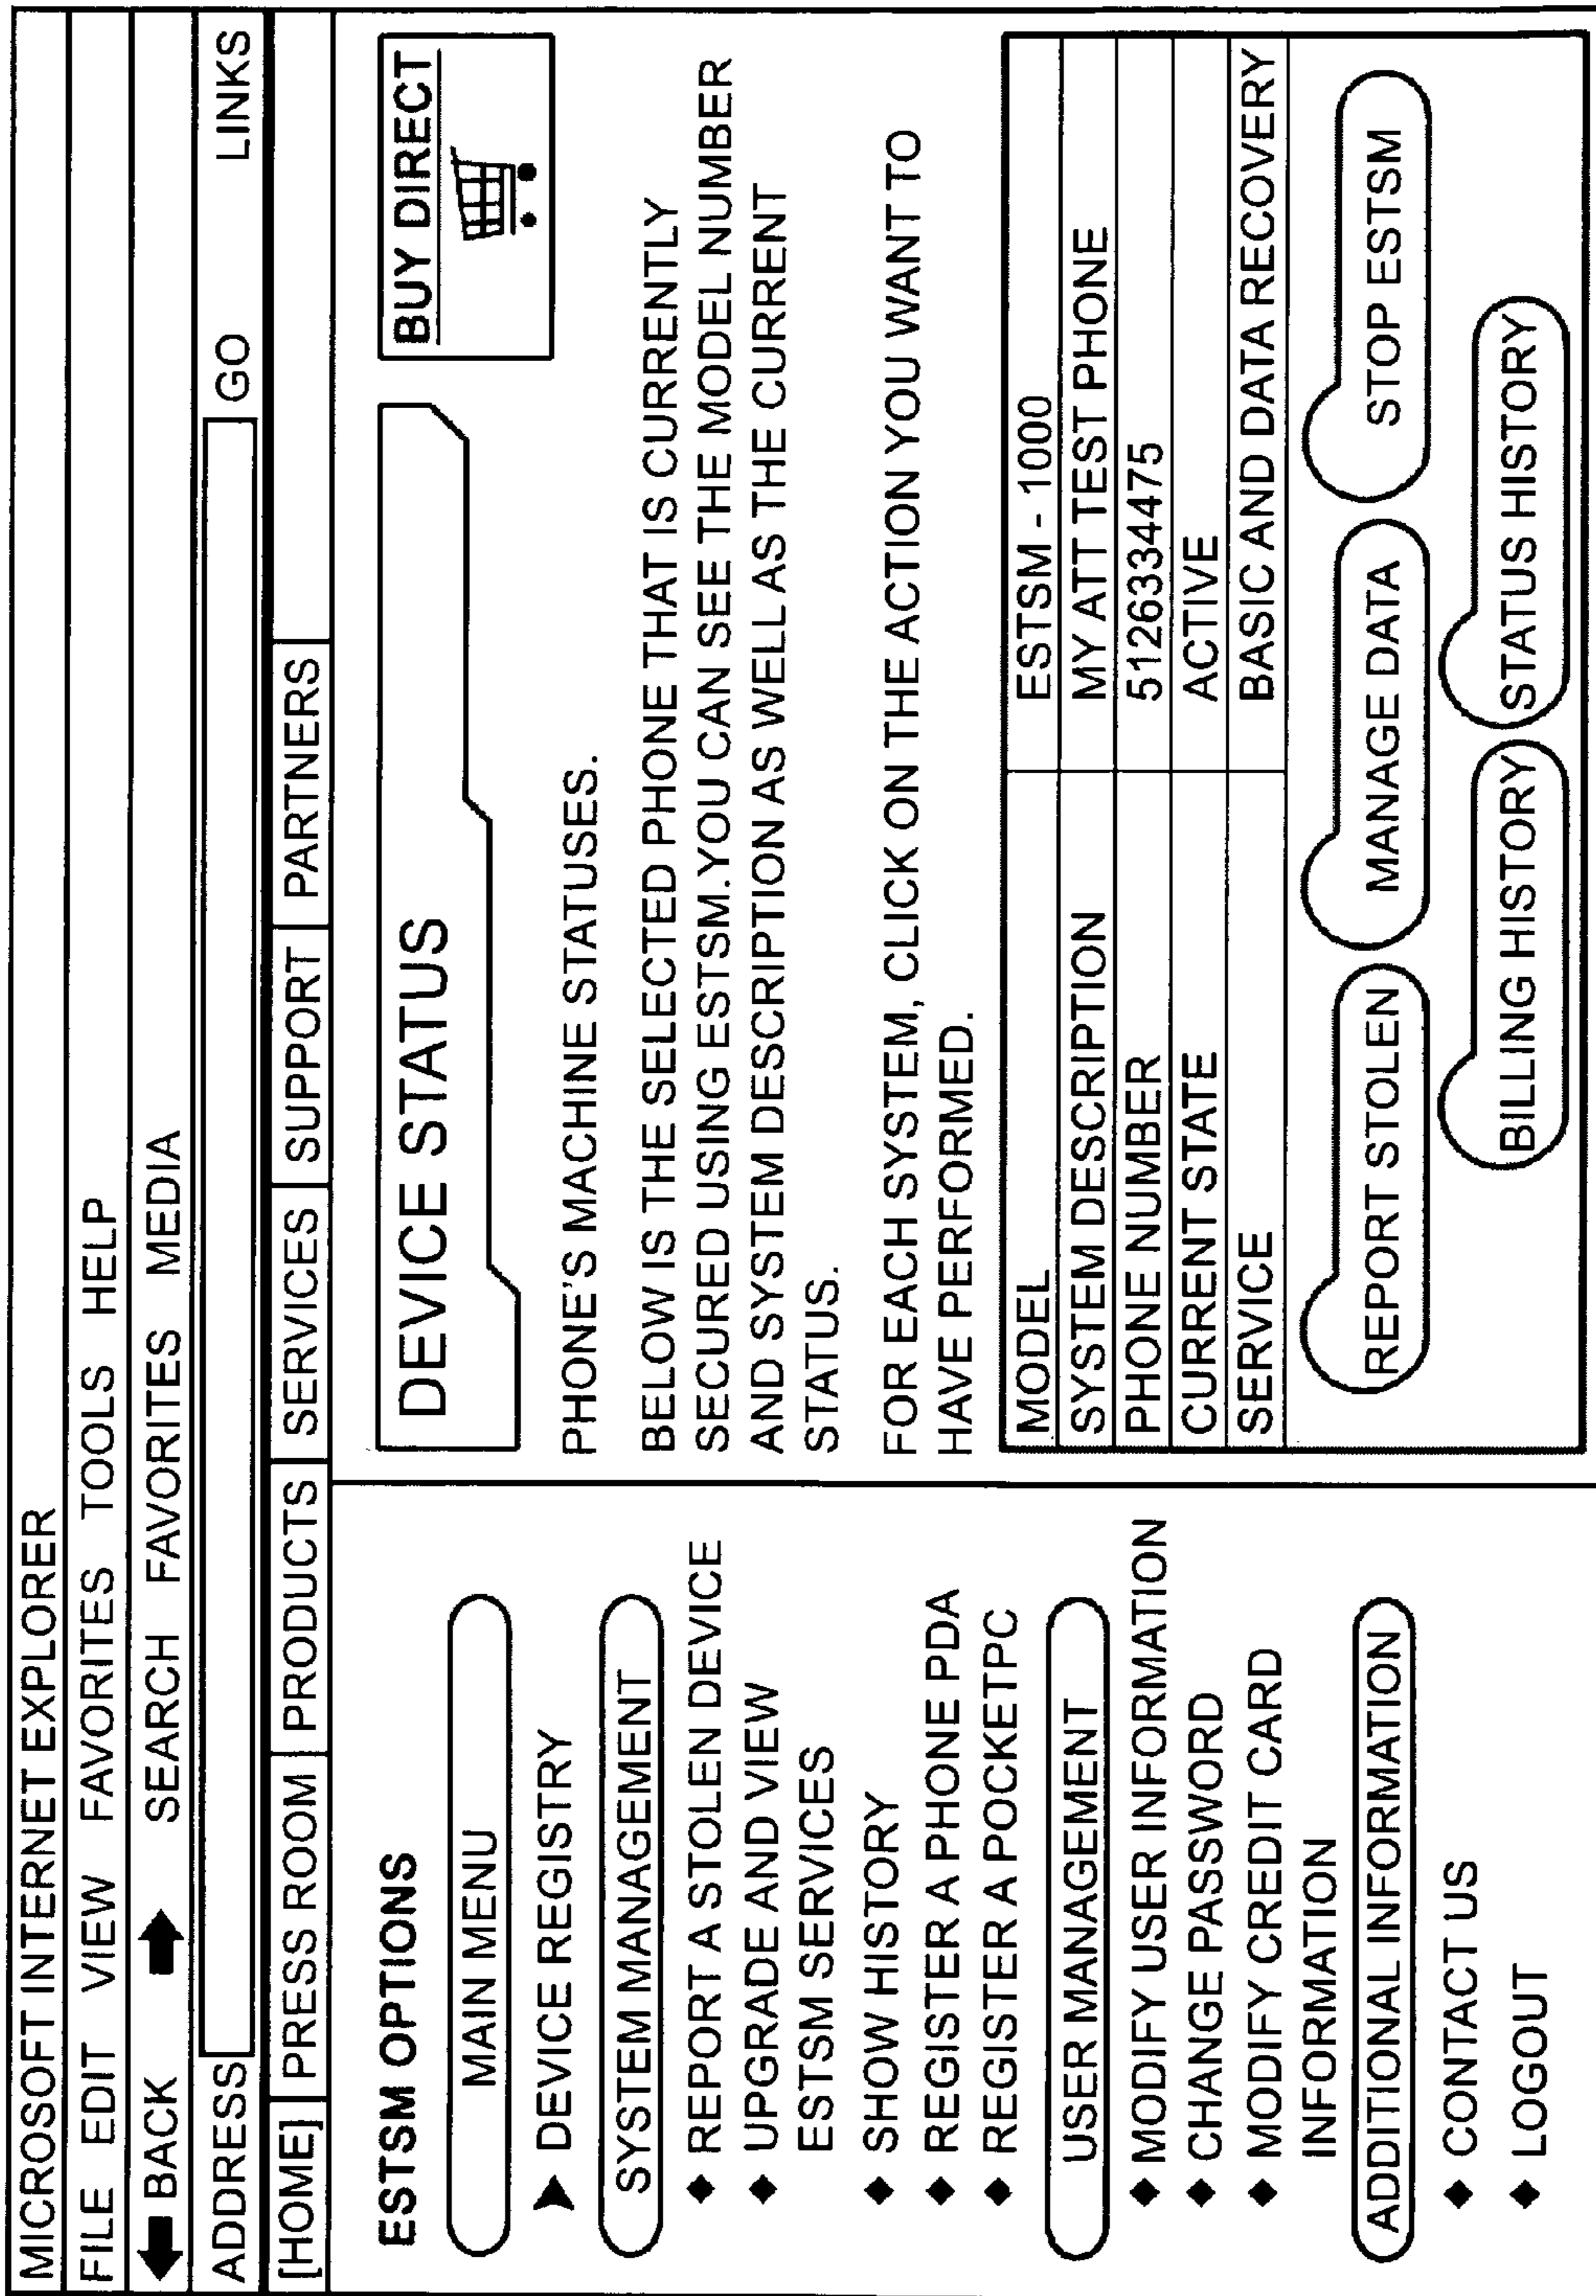 MICROSOFT INTERNET EXPLORER
FILE EDIT VIEW FAVORITES TOOLS HELP
BACK SEARCH FAVORITES MEDIA
ADDRESS GO LINKS
[HOME] PRESS ROOM PRODUCTS SERVICES SUPPORT PARTNERS
ESTSM OPTIONS
MAIN MENU
DEVICE REGISTRY
SYSTEM MANAGEMENT
REPORT A STOLEN DEVICE
UPGRADE AND VIEW
ESTSM SERVICES
SHOW HISTORY
REGISTER A PHONE PDA
REGISTER A POCKETPC
USER MANAGEMENT
MODIFY USER INFORMATION
CHANGE PASSWORD
MODIFY CREDIT CARD
INFORMATION
ADDITIONAL INFORMATION
CONTACT US
LOGOUT
DEVICE STATUS
BUY DIRECT
PHONE'S MACHINE STATUSES.
BELOW IS THE SELECTED PHONE THAT IS CURRENTLY
SECURED USING ESTSM.YOU CAN SEE THE MODEL NUMBER
AND SYSTEM DESCRIPTION AS WELL AS THE CURRENT
STATUS.
FOR EACH SYSTEM, CLICK ON THE ACTION YOU WANT TO
HAVE PERFORMED.
MODEL ESTSM - 1000
SYSTEM DESCRIPTION MY ATT TEST PHONE
PHONE NUMBER 5126334475
CURRENT STATE ACTIVE
SERVICE BASIC AND DATA RECOVERY
REPORT STOLEN MANAGE DATA STOP ESTSM
BILLING HISTORY STATUS HISTORY